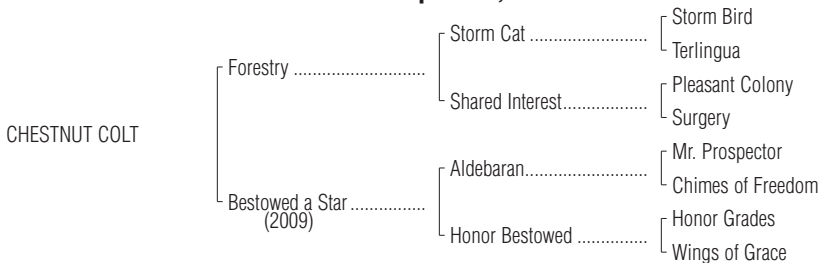 Storm Bird
Storm Cat ..........................
Terlingua
Forestry ............................
Pleasant Colony
Shared Interest...................
Surgery
CHESTNUT COLT
Mr. Prospector
Aldebaran...........................
Chimes of Freedom
Bestowed a Star ................
(2009)
Honor Grades
Honor Bestowed ...............
Wings of Grace